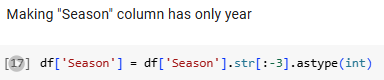 Making "Season" column has only year
[17] df['Season'] = df['Season'].str[:-3].astype(int)